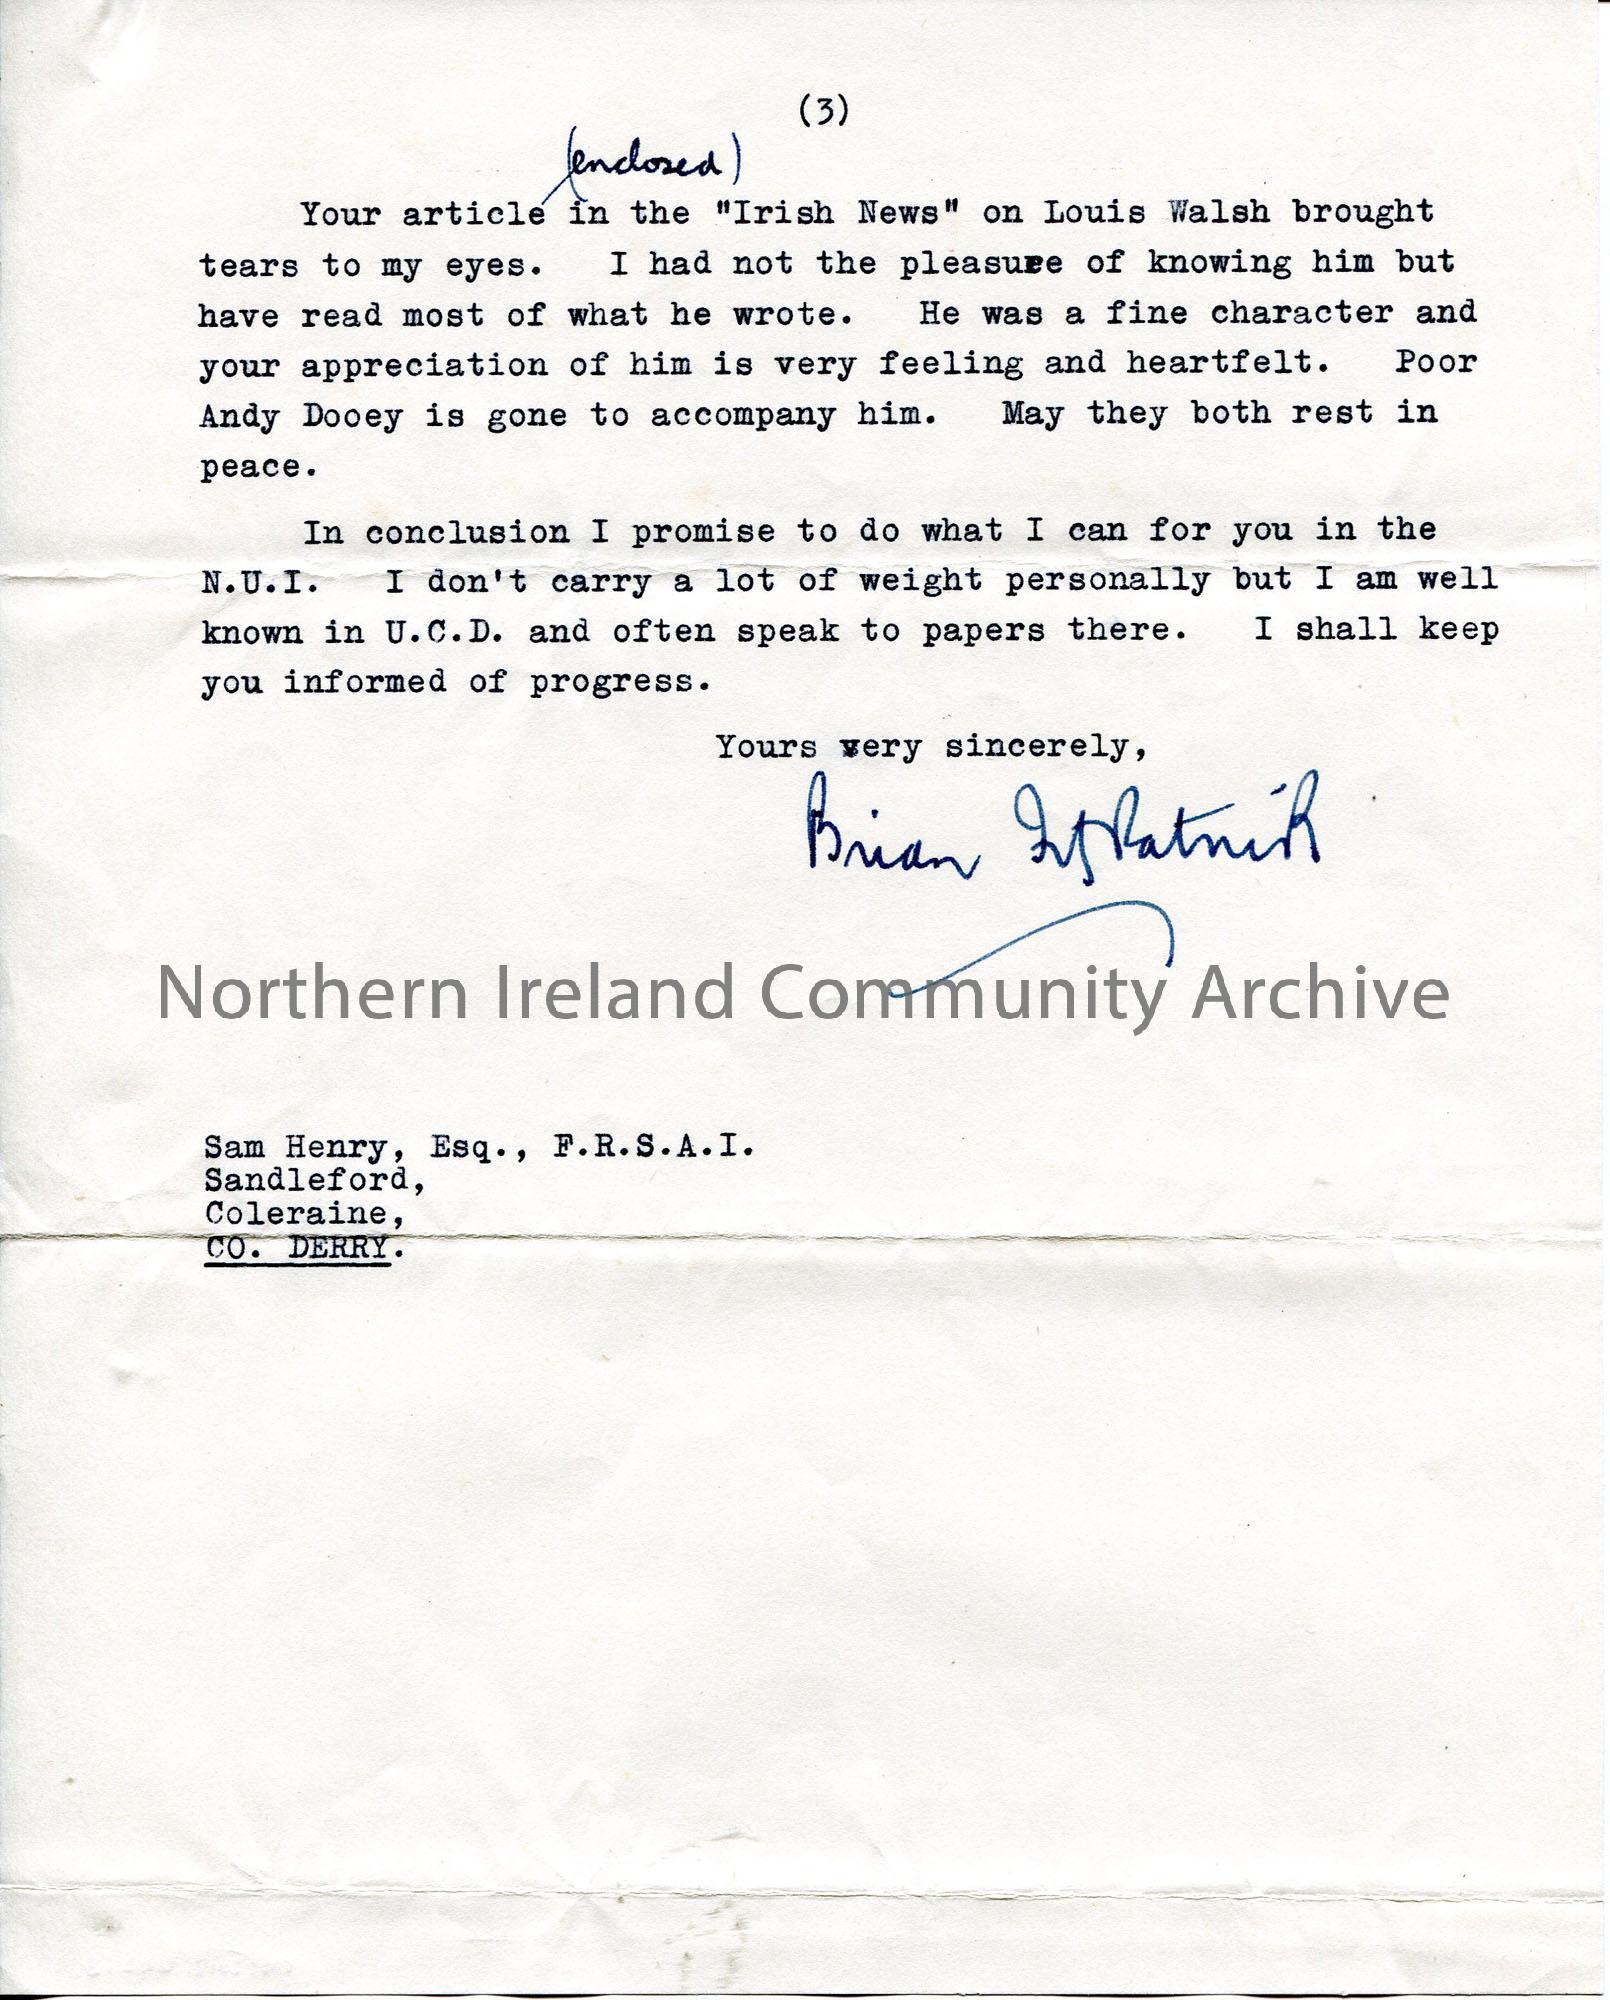 (3)
(enclosed)
Your article in the "Irish News" on Louis Walsh brought
tears to my eyes. I had not the pleasure of knowing him but
have read most of what he wrote. He was a fine character and
your appreciation of him is very feeling and heartfelt. Poor
Andy Dooey is gone to accompany him. May they both rest in
peace.
In conclusion I promise to do what I can for you in the
N.U.I. I don't carry a lot of weight personally but I am well
known in U.C.D. and often speak to papers there. I shall keep
you informed of progress.
Yours very sincerely,
Brian FitzPatrick
Northern Ireland Community Archive
Sam Henry, Esq., F.R.S.A.I.
Sandleford,
Coleraine,
CO. DERRY.